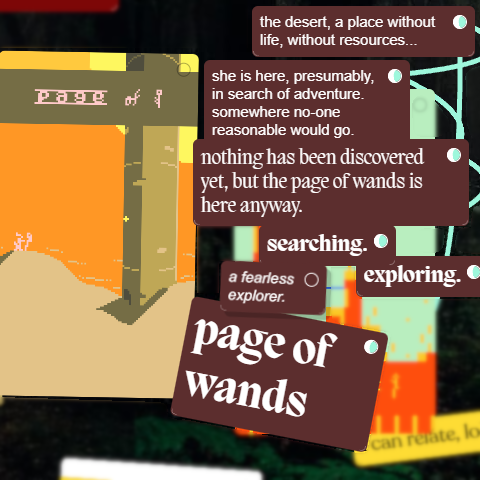 the desert, a place without
life, without resources...
she is here, presumably,
in search of adventure.
somewhere no-one
reasonable would go.
page of
nothing has been discovered
yet, but the page of wands is
here anyway.
searching.
exploring.
a fearless
explorer.
page of
wands
can relate, lo